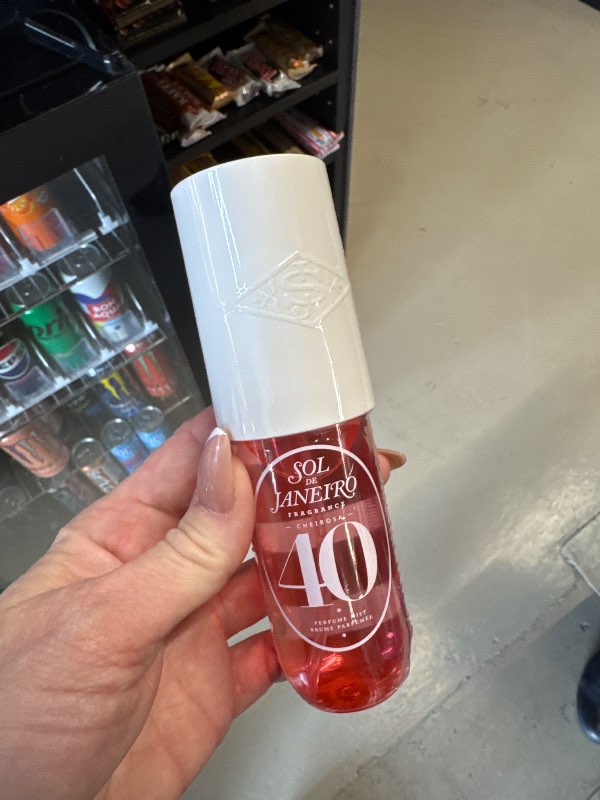 SOL
DE
JANEIRO
FRAGRANCE
CHEIROSA
40
PERFUME MIST
BRUME PARFUMÉE